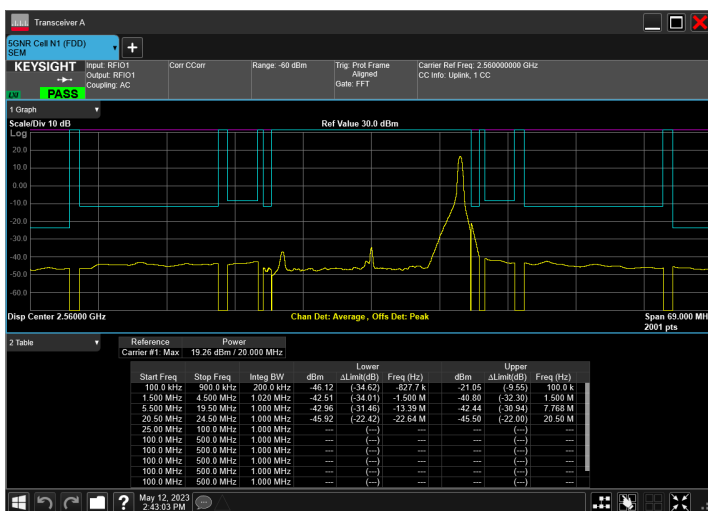 Transceiver A
5GNR Cell N1 (FDD)
SEM
KEYSIGHT
LXI
PASS
Input: RFIO1
Output: RFIO1
Coupling: AC
Corr CCorr
Range: -60 dBm
Trig: Prot Frame
Aligned
Gate: FFT
Carrier Ref Freq: 2.560000000 GHz
CC Info: Uplink, 1 CC
1 Graph
Scale/Div 10 dB
Ref Value 30.0 dBm
Log
20.0
10.0
0.00
-10.0
-20.0
-30.0
-40.0
-50.0
-60.0
Disp Center 2.56000 GHz
Chan Det: Average, Offs Det: Peak
Span 69.000 MH
2001 pts
2 Table
Reference Power
Carrier #1: Max 19.26 dBm / 20.000 MHz
Lower Upper
Start Freq Stop Freq Integ BW dBm ΔLimit(dB) Freq (Hz) dBm ΔLimit(dB) Freq (Hz)
100.0 kHz 900.0 kHz 200.0 kHz -46.12 (-34.62) -827.7 k -21.05 (-9.55) 100.0 k
1.500 MHz 4.500 MHz 1.020 MHz -42.51 (-34.01) -1.500 M -40.80 (-32.30) 1.500 M
5.500 MHz 19.50 MHz 1.000 MHz -42.96 (-31.46) -13.39 M -42.44 (-30.94) 7.768 M
20.50 MHz 24.50 MHz 1.000 MHz -45.92 (-22.42) -22.64 M -45.50 (-22.00) 20.50 M
25.00 MHz 100.0 MHz 1.000 MHz --- (---) --- --- (---) ---
100.0 MHz 500.0 MHz 1.000 MHz --- (---) --- --- (---) ---
100.0 MHz 500.0 MHz 1.000 MHz --- (---) --- --- (---) ---
100.0 MHz 500.0 MHz 1.000 MHz --- (---) --- --- (---) ---
100.0 MHz 500.0 MHz 1.000 MHz --- (---) --- --- (---) ---
100.0 MHz 500.0 MHz 1.000 MHz --- (---) --- --- (---) ---
May 12, 2023
2:43:03 PM